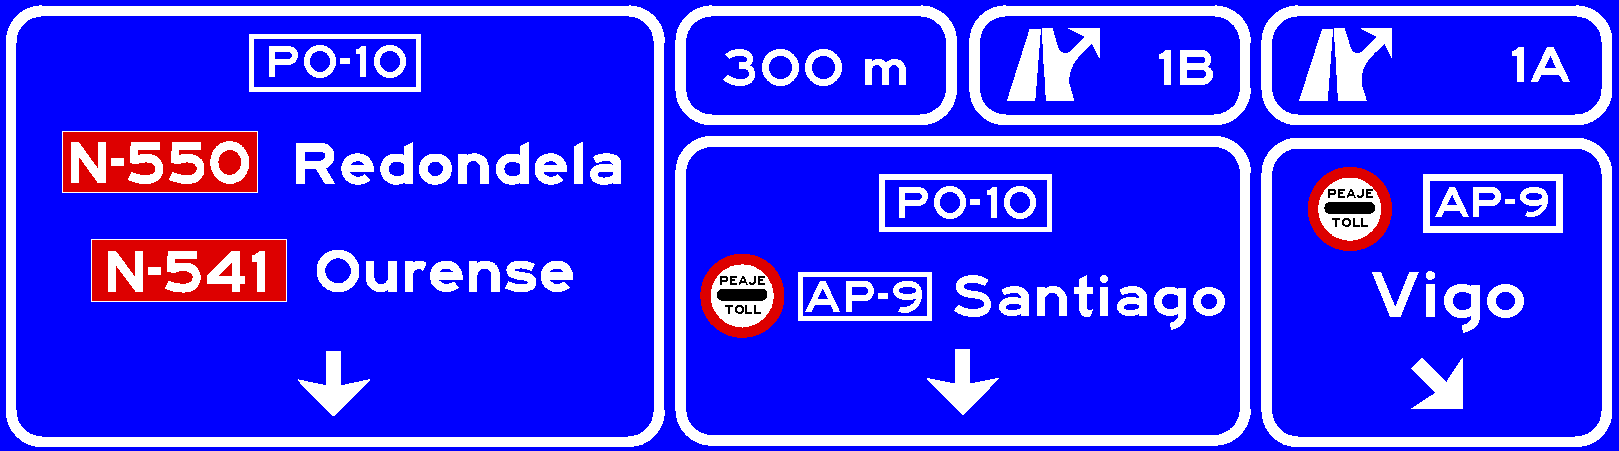 PO-10
N-550 Redondela
N-541 Ourense
300 m
1B
PO-10
PEAJE
TOLL
AP-9 Santiago
1A
PEAJE
TOLL
AP-9
Vigo